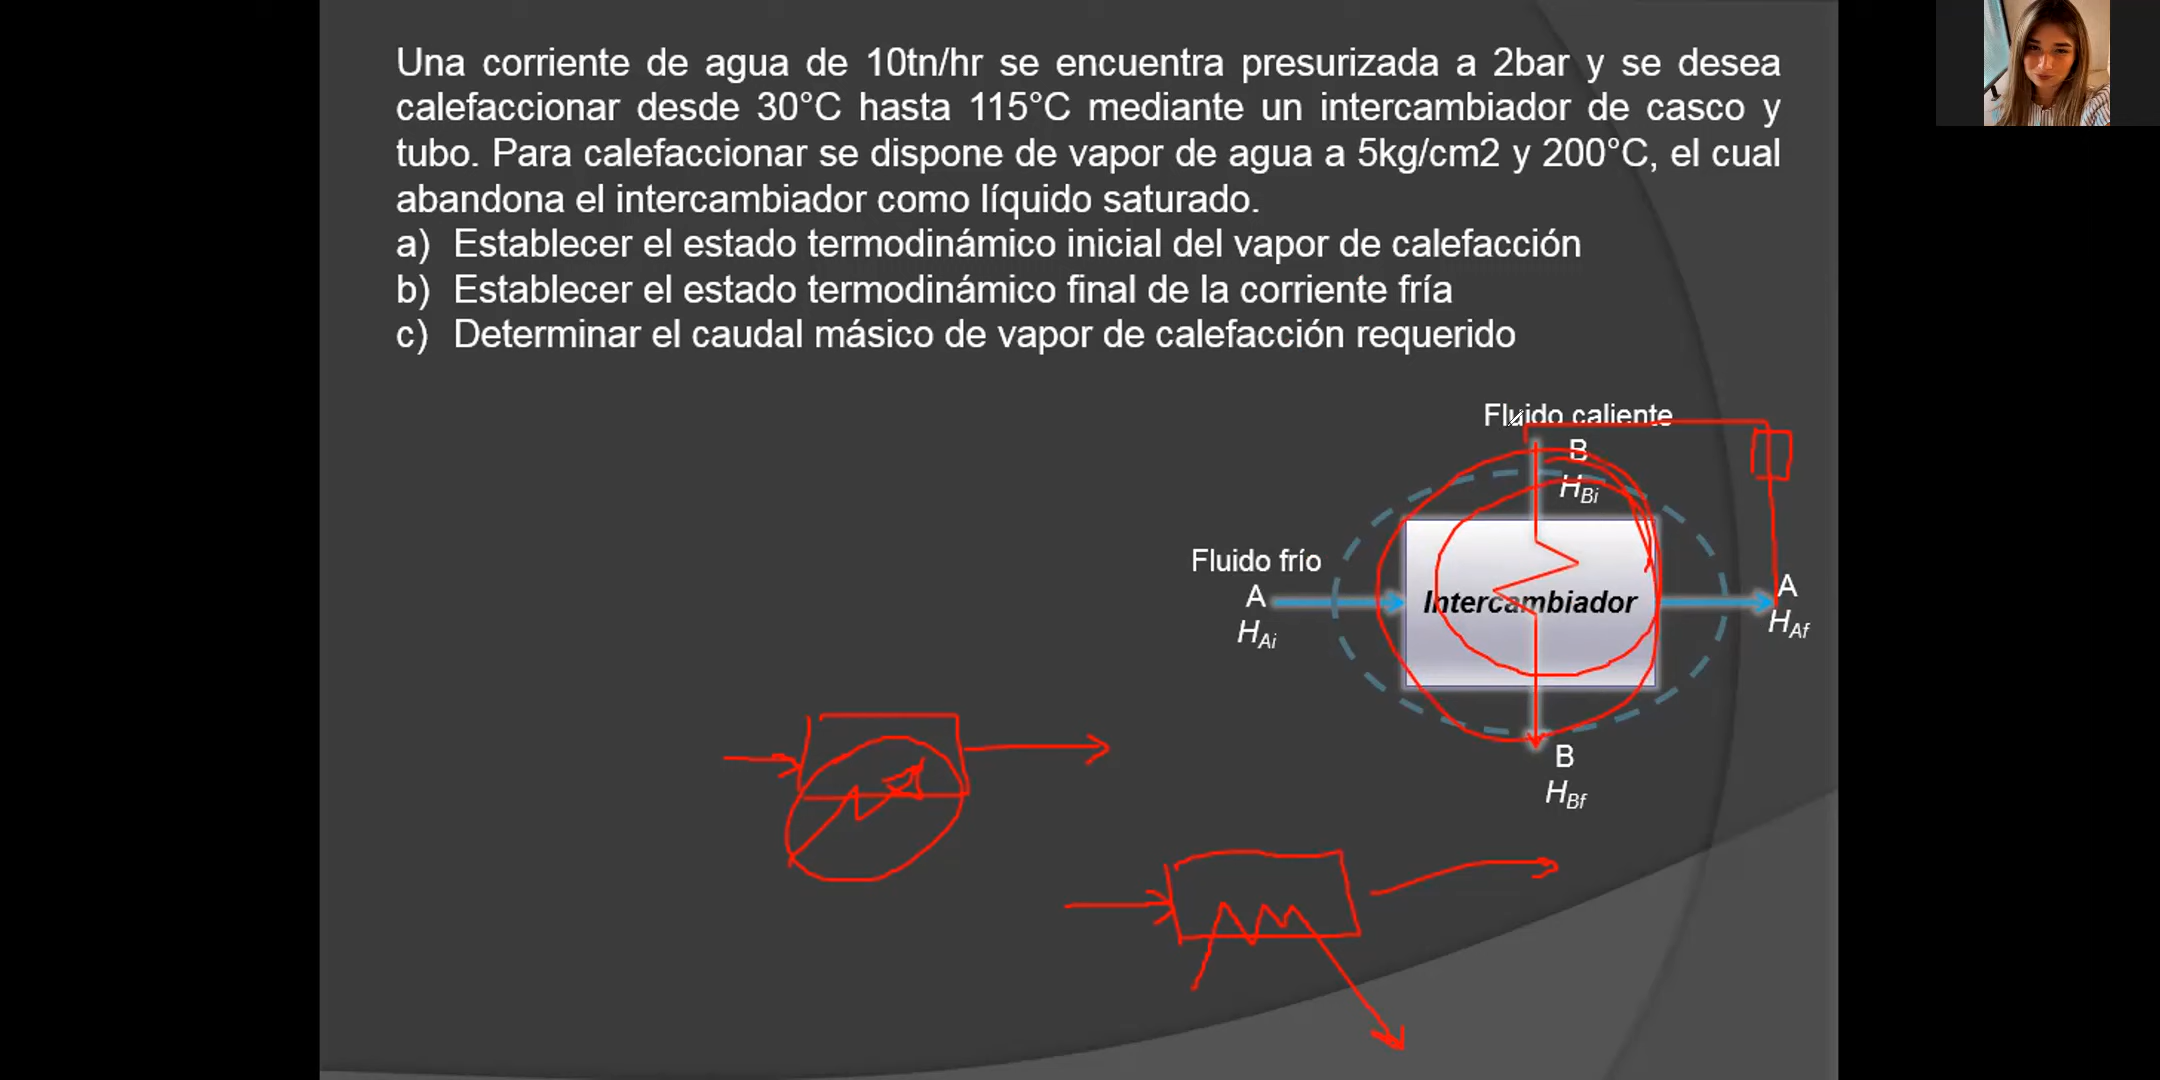 Una corriente de agua de 10tn/hr se encuentra presurizada a 2bar y se desea
calefaccionar desde 30°C hasta 115°C mediante un intercambiador de casco y
tubo. Para calefaccionar se dispone de vapor de agua a 5kg/cm2 y 200°C, el cual
abandona el intercambiador como líquido saturado.
a) Establecer el estado termodinámico inicial del vapor de calefacción
b) Establecer el estado termodinámico final de la corriente fría
c) Determinar el caudal másico de vapor de calefacción requerido
Fluido caliente
B
HBi
Fluido frío
A
HAi
Intercambiador
A
HAf
B
HBf